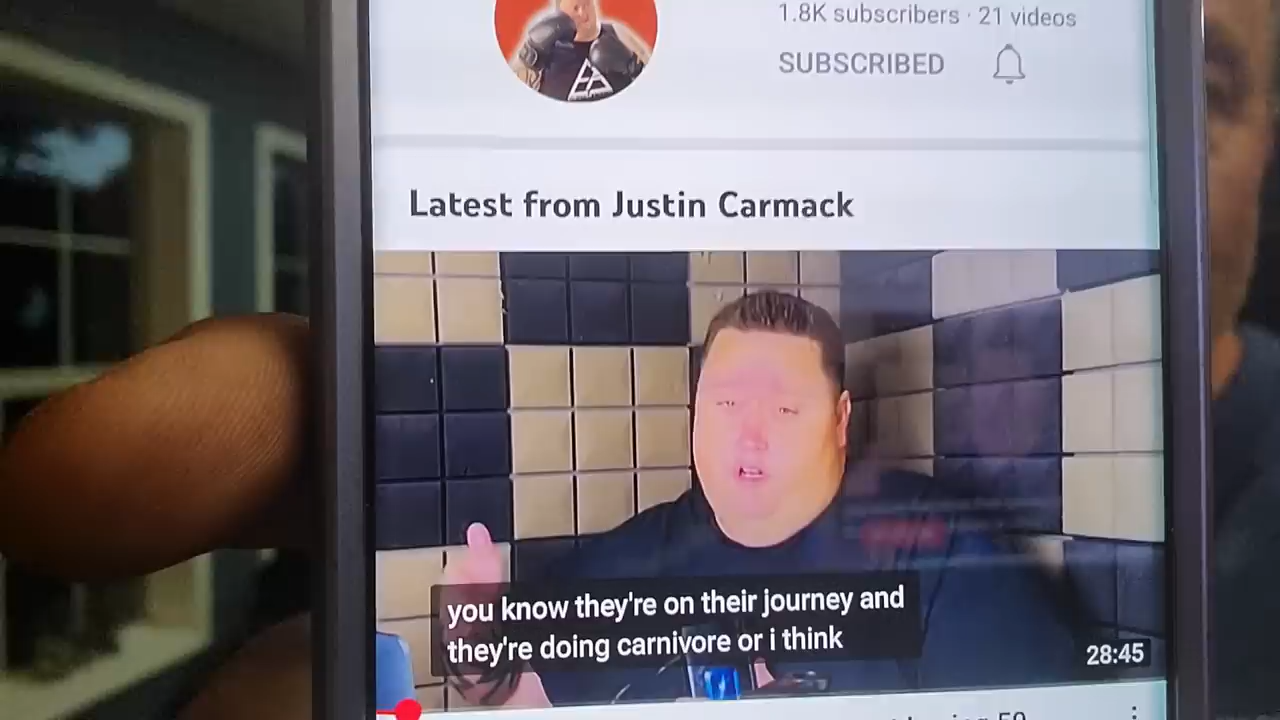 1.8K subscribers · 21 videos
SUBSCRIBED
Latest from Justin Carmack
you know they're on their journey and
they're doing carnivore or i think
28:45
50